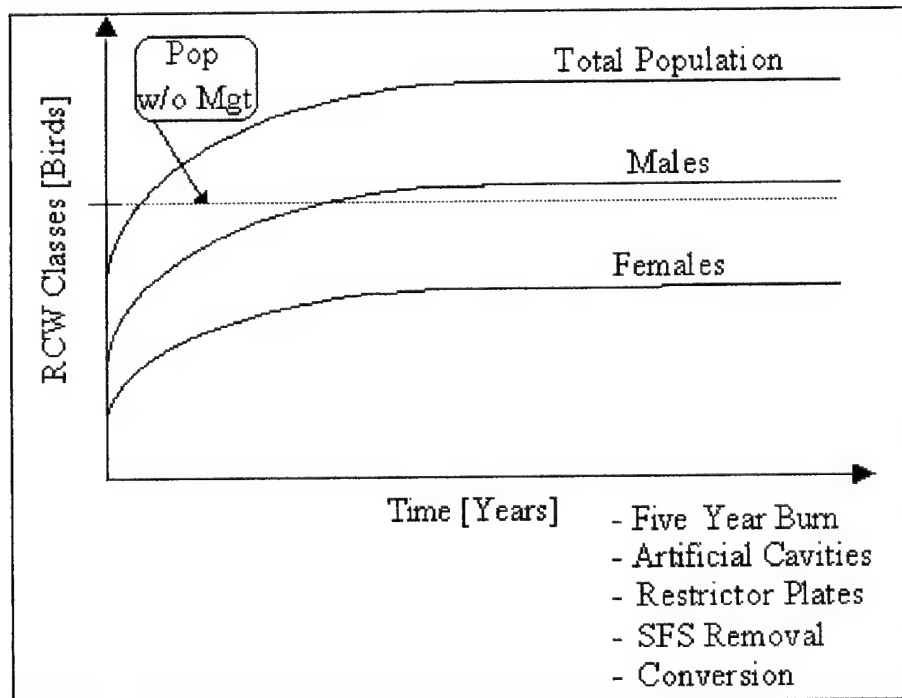 Pop
w/o Mgt
Total Population
Males
Females
RCW Classes [Birds]
Time [Years]
- Five Year Burn
- Artificial Cavities
- Restrictor Plates
- SFS Removal
- Conversion